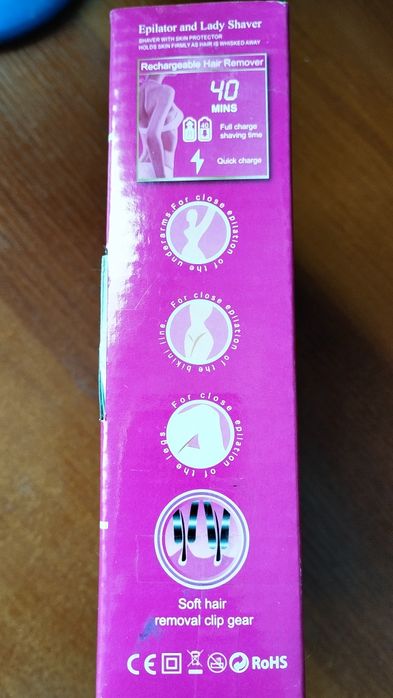 Epilator and Lady Shaver
SHAVER WITH SKIN PROTECTOR
HOLDS SKIN FIRMLY AS HAIR IS WHISKED AWAY
Rechargeable Hair Remover
40
MINS
Full charge
shaving time
Quick charge
For close epilation of the underarms.
For close epilation of the bikini line.
For close epilation of the legs.
Soft hair
removal clip gear
CE RoHS